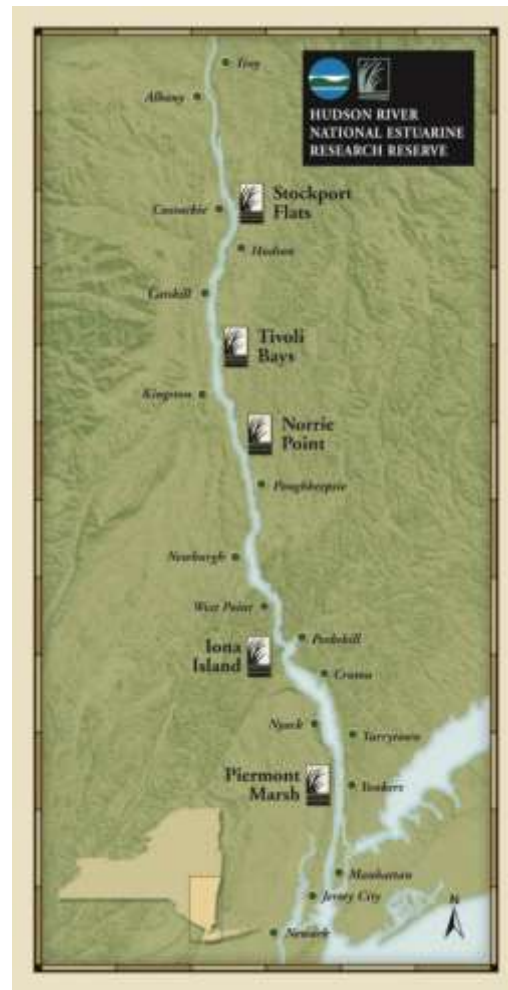 Troy
HUDSON RIVER
NATIONAL ESTUARINE
RESEARCH RESERVE
Albany
Stockport
Flats
Coxsackie
Hudson
Catskill
Tivoli
Bays
Kingston
Norrie
Point
Poughkeepsie
Newburgh
West Point
Peekskill
Iona
Island
Croton
Nyack
Tarrytown
Piermont
Marsh
Yonkers
Manhattan
Jersey City
N
Newark